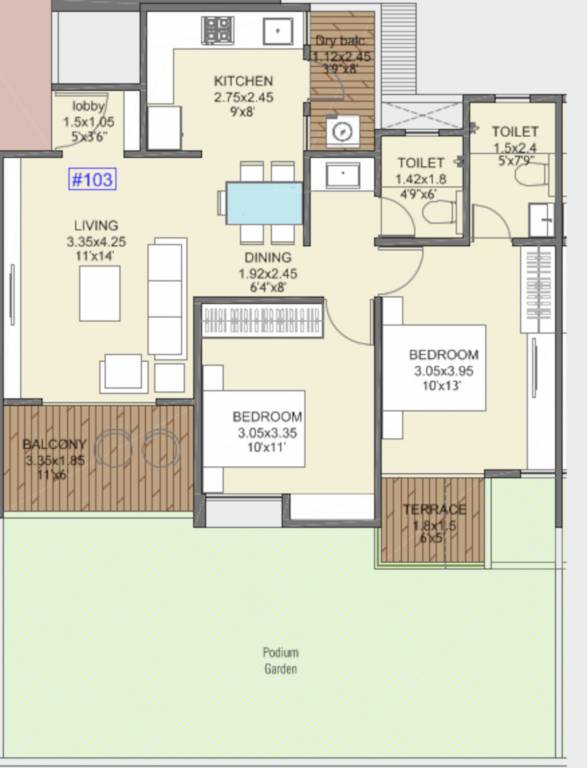 Dry balc.
1.12x2.45
3'9"x8'
KITCHEN
2.75x2.45
9'x8'
lobby
1.5x1.05
5'x3'6"
TOILET
1.5x2.4
5'x7'9"
TOILET
1.42x1.8
4'9"x6'
#103
LIVING
3.35x4.25
11'x14'
DINING
1.92x2.45
6'4"x8'
BEDROOM
3.05x3.95
10'x13'
BEDROOM
3.05x3.35
10'x11'
BALCONY
3.35x1.85
11'x6'
TERRACE
1.8x1.5
6'x5'
Podium
Garden